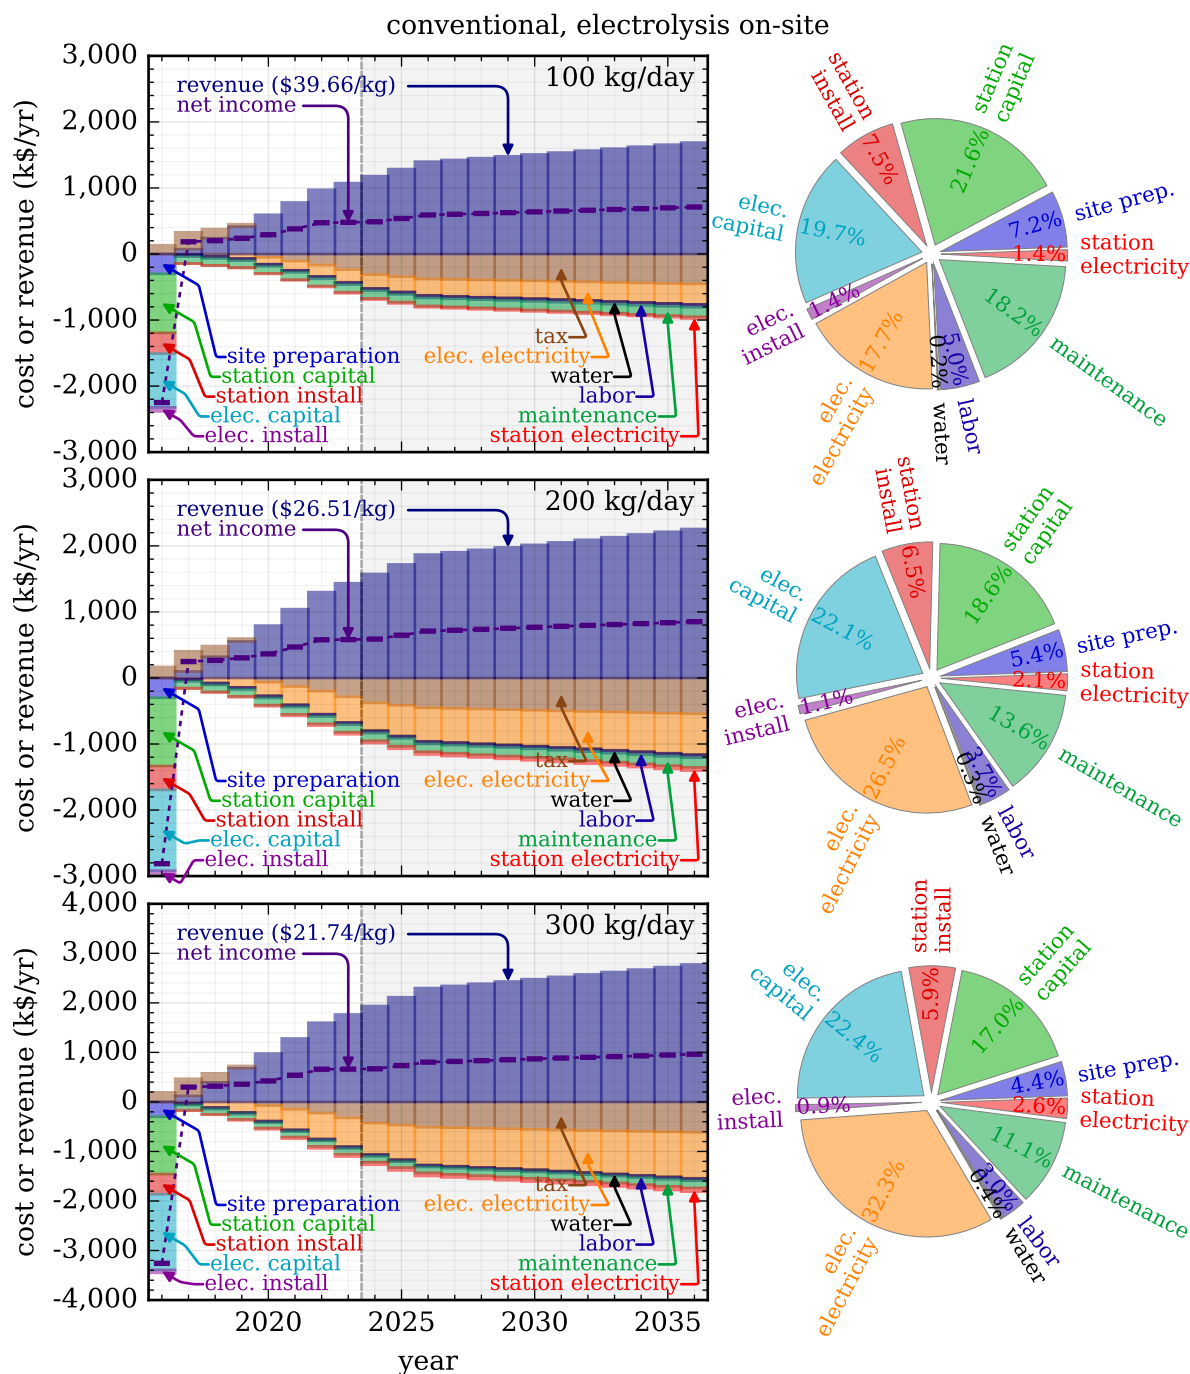 conventional, electrolysis on-site
cost or revenue (k$/yr)
3,000
2,000
1,000
0
-1,000
-2,000
-3,000
100 kg/day
revenue ($39.66/kg)
net income
tax
elec. electricity
water
labor
maintenance
station electricity
site preparation
station capital
station install
elec. capital
elec. install
station
capital
21.6%
station
install
7.5%
elec.
capital
19.7%
elec.
install
1.4%
elec.
electricity
17.7%
water
0.2%
labor
5.0%
maintenance
18.2%
station
electricity
1.4%
site prep.
7.2%
cost or revenue (k$/yr)
3,000
2,000
1,000
0
-1,000
-2,000
-3,000
200 kg/day
revenue ($26.51/kg)
net income
tax
elec. electricity
water
labor
maintenance
station electricity
site preparation
station capital
station install
elec. capital
elec. install
station
capital
18.6%
station
install
6.5%
elec.
capital
22.1%
elec.
install
1.1%
elec.
electricity
26.5%
water
0.3%
labor
3.7%
maintenance
13.6%
station
electricity
2.1%
site prep.
5.4%
cost or revenue (k$/yr)
4,000
3,000
2,000
1,000
0
-1,000
-2,000
-3,000
-4,000
300 kg/day
revenue ($21.74/kg)
net income
tax
elec. electricity
water
labor
maintenance
station electricity
site preparation
station capital
station install
elec. capital
elec. install
station
capital
17.0%
station
install
5.9%
elec.
capital
22.4%
elec.
install
0.9%
elec.
electricity
32.3%
water
0.4%
labor
3.0%
maintenance
11.1%
station
electricity
2.6%
site prep.
4.4%
2020
2025
2030
2035
year